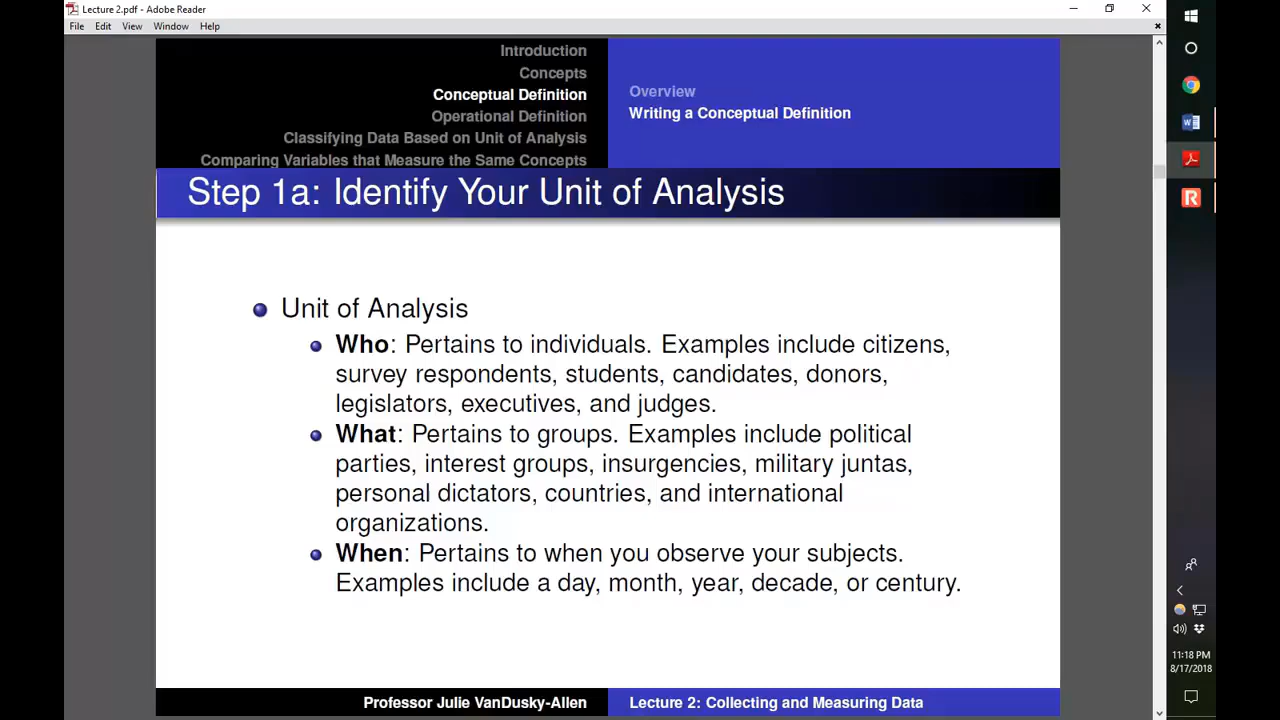 Lecture 2.pdf - Adobe Reader
File Edit View Window Help
Introduction
Concepts
Conceptual Definition
Operational Definition
Classifying Data Based on Unit of Analysis
Comparing Variables that Measure the Same Concepts
Overview
Writing a Conceptual Definition
Step 1a: Identify Your Unit of Analysis
Unit of Analysis
Who: Pertains to individuals. Examples include citizens,
survey respondents, students, candidates, donors,
legislators, executives, and judges.
What: Pertains to groups. Examples include political
parties, interest groups, insurgencies, military juntas,
personal dictators, countries, and international
organizations.
When: Pertains to when you observe your subjects.
Examples include a day, month, year, decade, or century.
Professor Julie VanDusky-Allen
Lecture 2: Collecting and Measuring Data
11:18 PM
8/17/2018